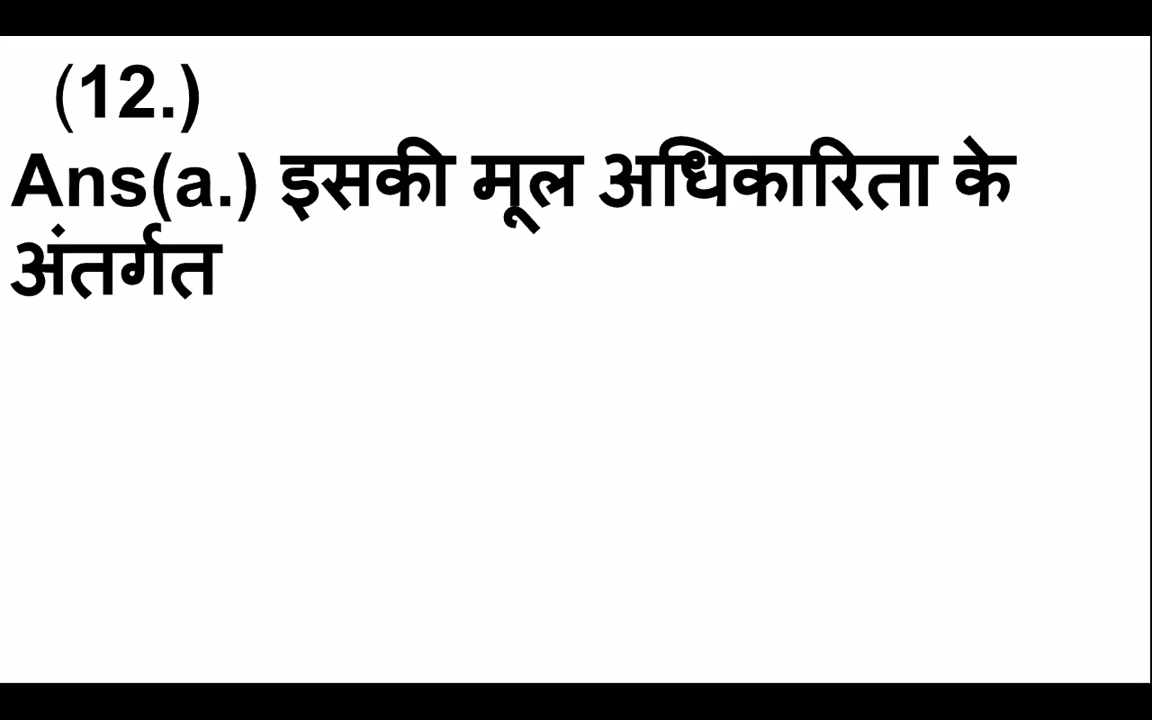 (12.)
Ans(a.) इसकी मूल अधिकारिता के
अंतर्गत